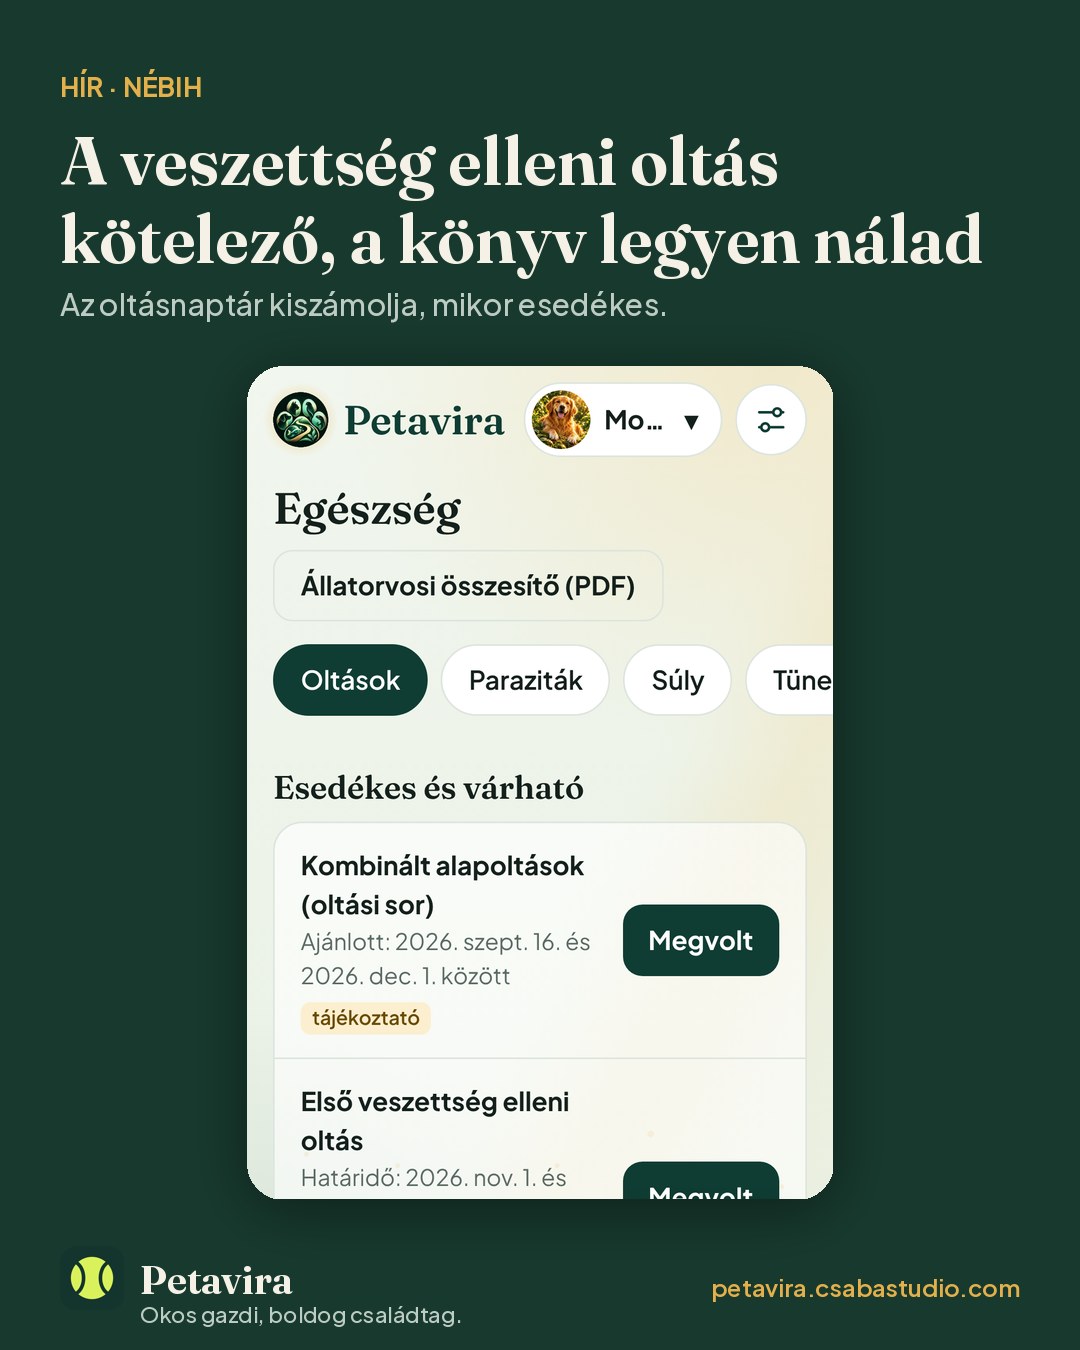 HÍR · NÉBIH
A veszettség elleni oltás
kötelező, a könyv legyen nálad
Az oltásnaptár kiszámolja, mikor esedékes.
Petavira
Mo...
Egészség
Állatorvosi összesítő (PDF)
Oltások Paraziták Súly Tüne
Esedékes és várható
Kombinált alapoltások
(oltási sor)
Ajánlott: 2026. szept. 16. és
2026. dec. 1. között
Megvolt
tájékoztató
Első veszettség elleni
oltás
Határidő: 2026. nov. 1. és
Megvolt
Petavira
Okos gazdi, boldog családtag.
petavira.csabastudio.com